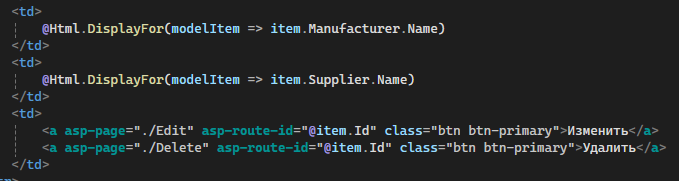 <td>
@Html.DisplayFor(modelItem => item.Manufacturer.Name)
</td>
<td>
@Html.DisplayFor(modelItem => item.Supplier.Name)
</td>
<td>
<a asp-page="./Edit" asp-route-id="@item.Id" class="btn btn-primary">Изменить</a>
<a asp-page="./Delete" asp-route-id="@item.Id" class="btn btn-primary">Удалить</a>
</td>